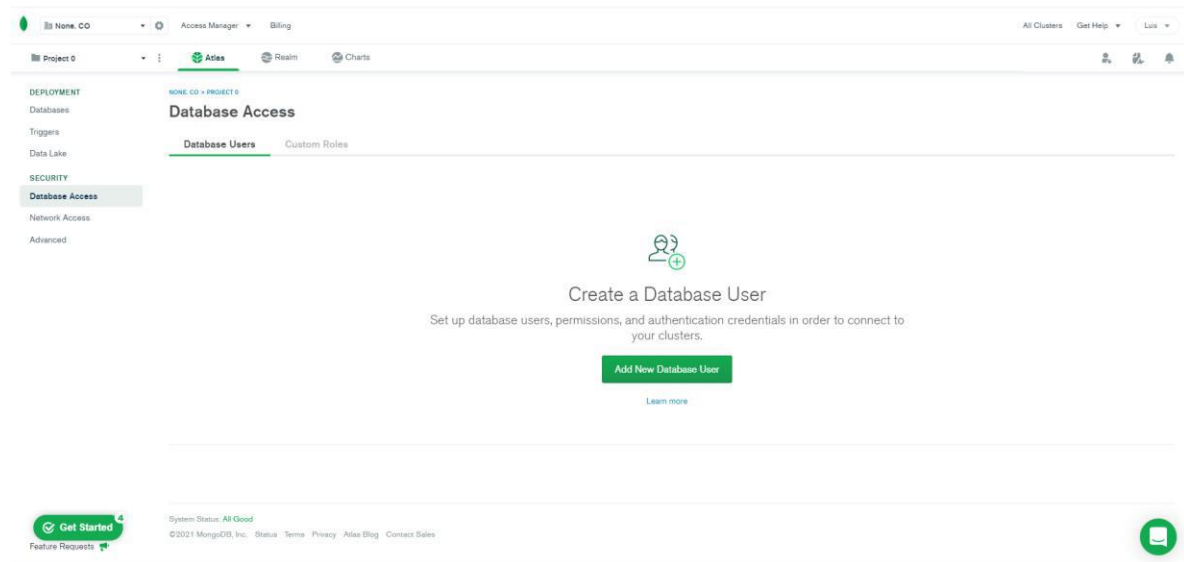 None. CO Access Manager Billing All Clusters Get Help Luis
Project 0 Atlas Realm Charts
DEPLOYMENT
Databases
Triggers
Data Lake
SECURITY
Database Access
Network Access
Advanced
NONE. CO > PROJECT 0
Database Access
Database Users Custom Roles
Create a Database User
Set up database users, permissions, and authentication credentials in order to connect to
your clusters.
Add New Database User
Learn more
Get Started 4
Feature Requests
System Status: All Good
©2021 MongoDB, Inc. Status Terms Privacy Atlas Blog Contact Sales